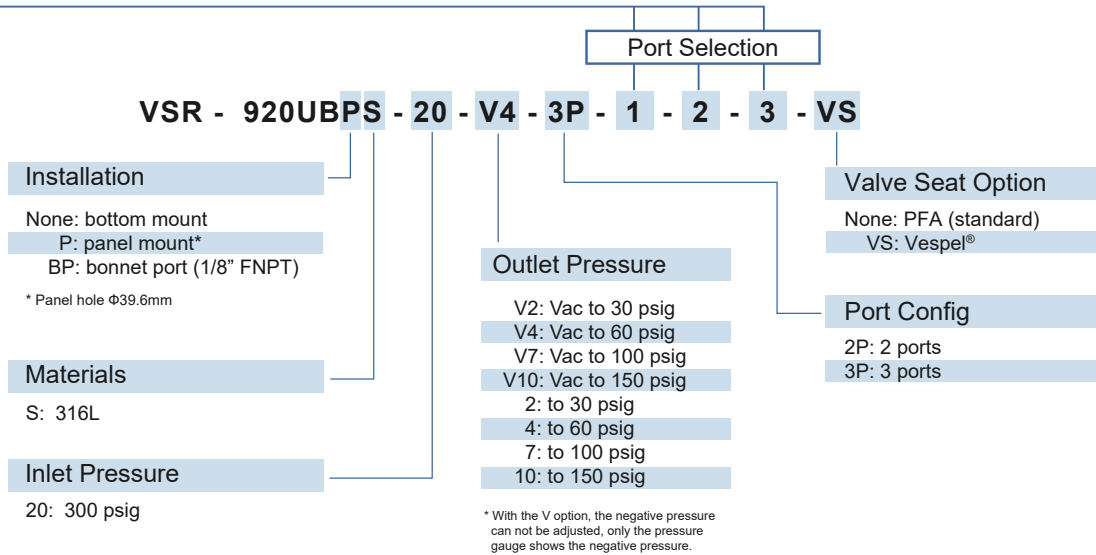 Port Selection
VSR - 920UBPS - 20 - V4 - 3P - 1 - 2 - 3 - VS
Installation
None: bottom mount
P: panel mount*
BP: bonnet port (1/8” FNPT)
* Panel hole Φ39.6mm
Materials
S: 316L
Inlet Pressure
20: 300 psig
Outlet Pressure
V2: Vac to 30 psig
V4: Vac to 60 psig
V7: Vac to 100 psig
V10: Vac to 150 psig
2: to 30 psig
4: to 60 psig
7: to 100 psig
10: to 150 psig
* With the V option, the negative pressure
can not be adjusted, only the pressure
gauge shows the negative pressure.
Valve Seat Option
None: PFA (standard)
VS: Vespel®
Port Config
2P: 2 ports
3P: 3 ports